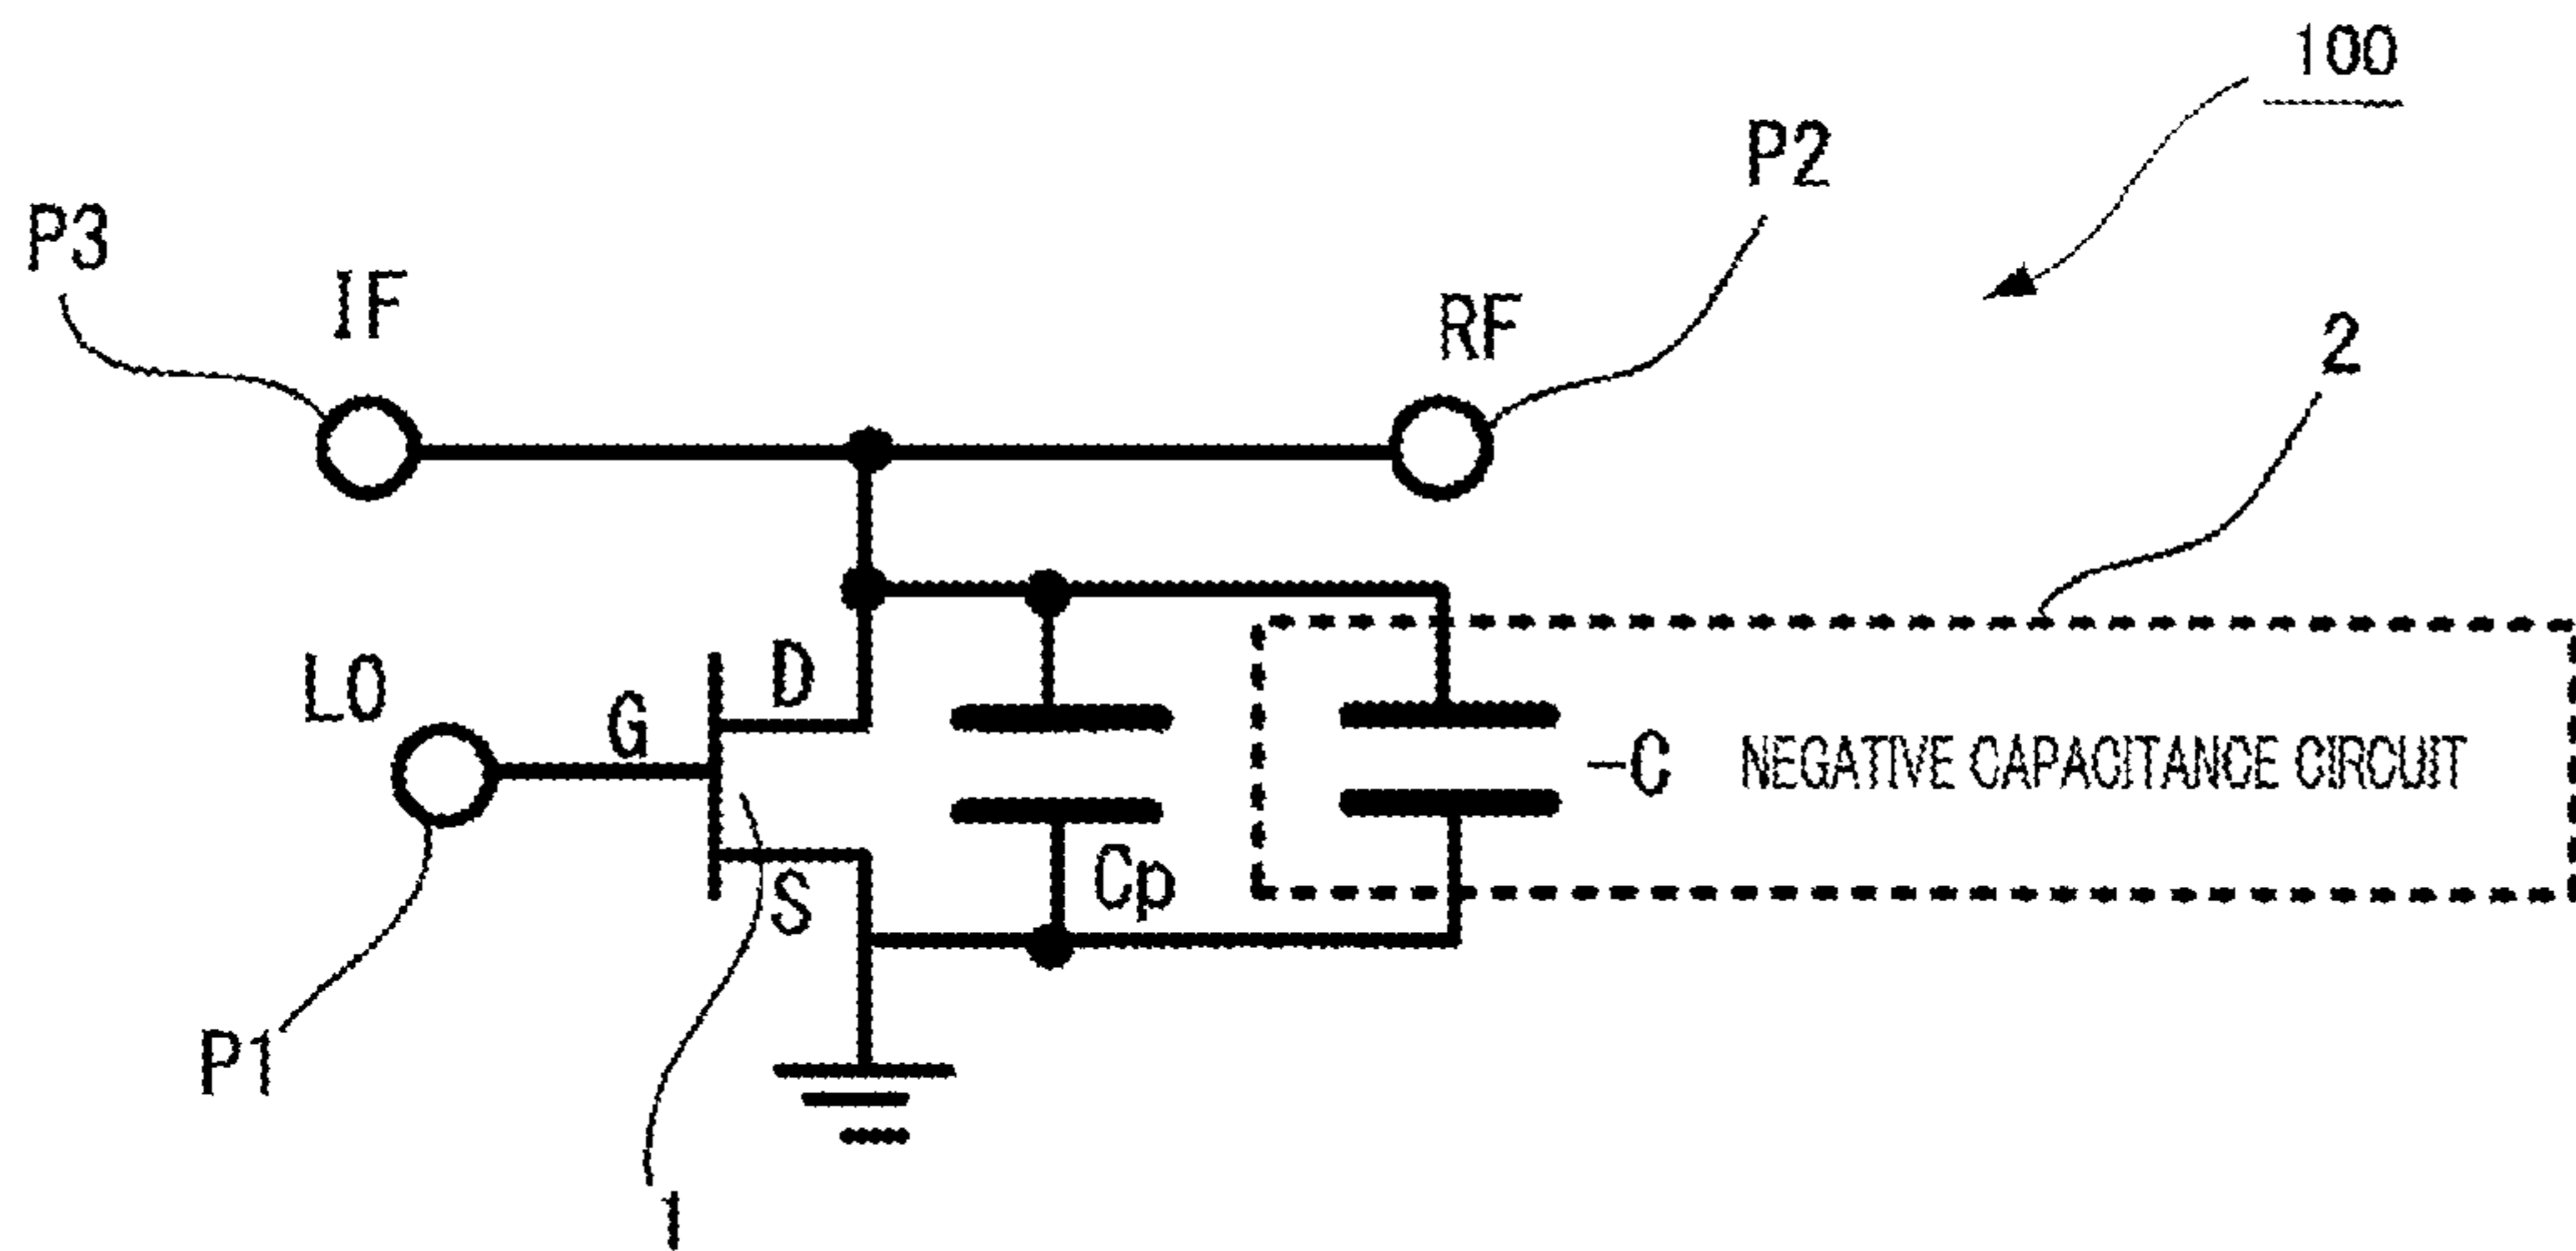 100
P2
P3
IF
RF
2
D
LO
G
-C NEGATIVE CAPACITANCE CIRCUIT
Cp
S
P1
1